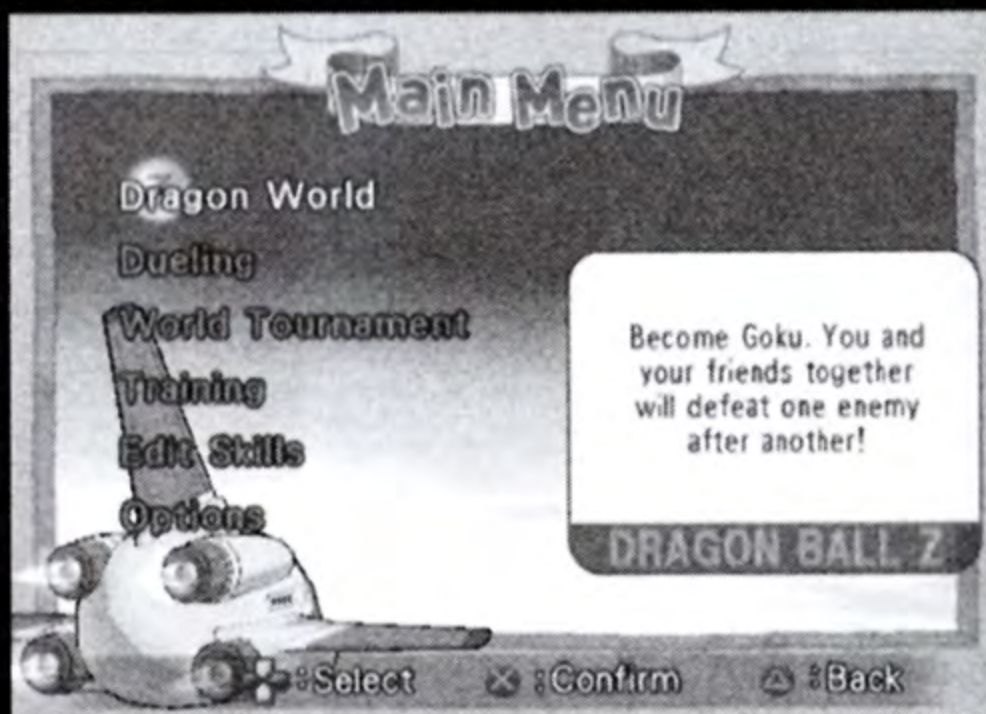 Main Menu
Dragon World
Dueling
World Tournament
Training
Edit Skills
Options
Become Goku. You and
your friends together
will defeat one enemy
after another!
DRAGON BALL Z
:Select
:Confirm
:Back